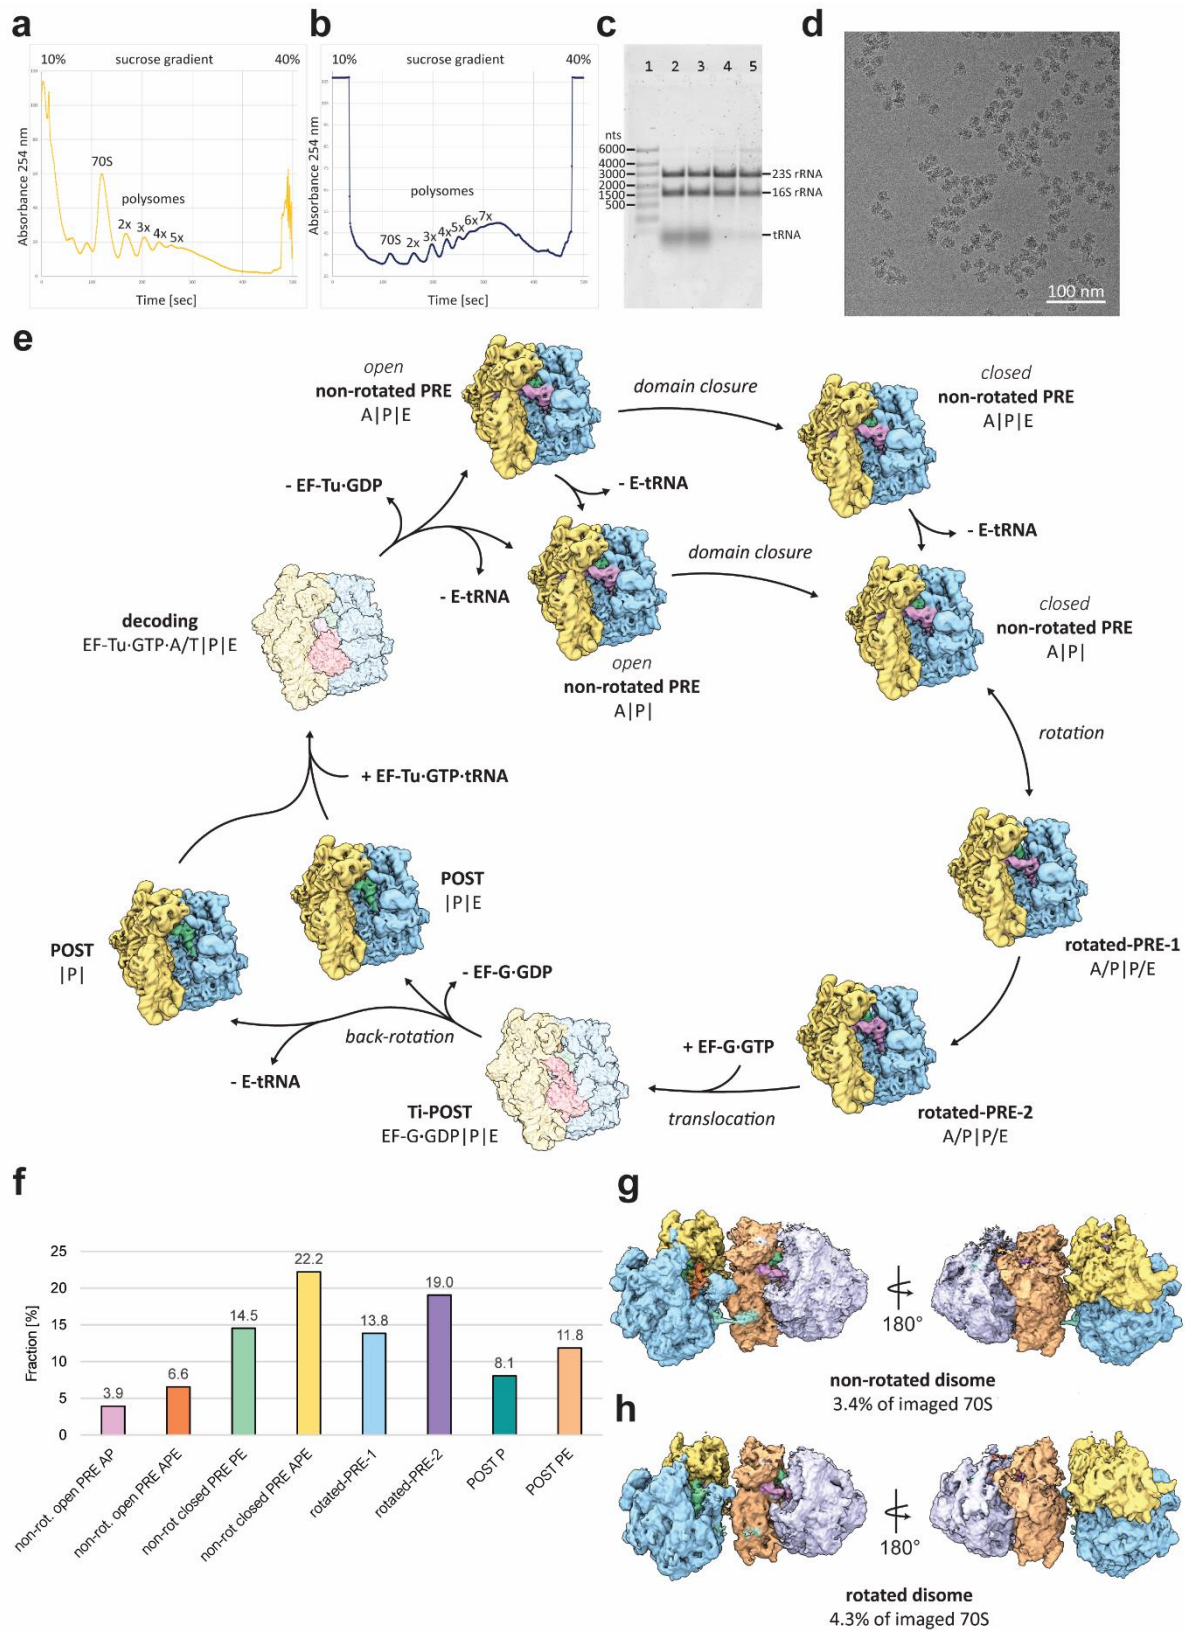 a
10%
sucrose gradient
40%
Absorbance 254 nm
70S
polysomes
2x
3x
4x
5x
Time [sec]
b
10%
sucrose gradient
40%
Absorbance 254 nm
polysomes
70S
2x
3x
4x
5x
6x
7x
Time [sec]
c
1 2 3 4 5
nts
6000
4000
3000
2000
1500
500
23S rRNA
16S rRNA
tRNA
d
100 nm
e
open
non-rotated PRE
A|P|E
domain closure
closed
non-rotated PRE
A|P|E
- EF-Tu·GDP
- E-tRNA
- E-tRNA
domain closure
- E-tRNA
decoding
EF-Tu·GTP·A/T|P|E
open
non-rotated PRE
A|P|
closed
non-rotated PRE
A|P|
rotation
+ EF-Tu·GTP·tRNA
POST
|P|E
POST
|P|
rotated-PRE-1
A/P|P/E
- EF-G·GDP
back-rotation
- E-tRNA
+ EF-G·GTP
translocation
Ti-POST
EF-G·GDP|P|E
rotated-PRE-2
A/P|P/E
f
Fraction [%]
25
20
15
10
5
0
3.9
6.6
14.5
22.2
13.8
19.0
8.1
11.8
non-rot. open PRE AP
non-rot. open PRE APE
non-rot closed PRE PE
non-rot closed PRE APE
rotated-PRE-1
rotated-PRE-2
POST P
POST PE
g
180°
non-rotated disome
3.4% of imaged 70S
h
180°
rotated disome
4.3% of imaged 70S